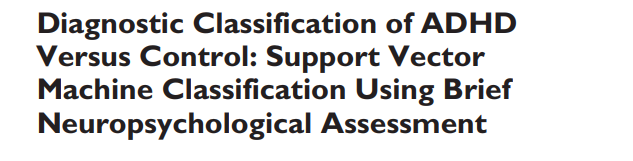 Diagnostic Classification of ADHD
Versus Control: Support Vector
Machine Classification Using Brief
Neuropsychological Assessment